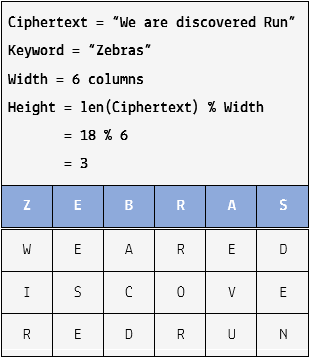 Ciphertext = “We are discovered Run”
Keyword = “Zebras”
Width = 6 columns
Height = len(Ciphertext) % Width
= 18 % 6
= 3
Z E B R A S
W E A R E D
I S C O V E
R E D R U N